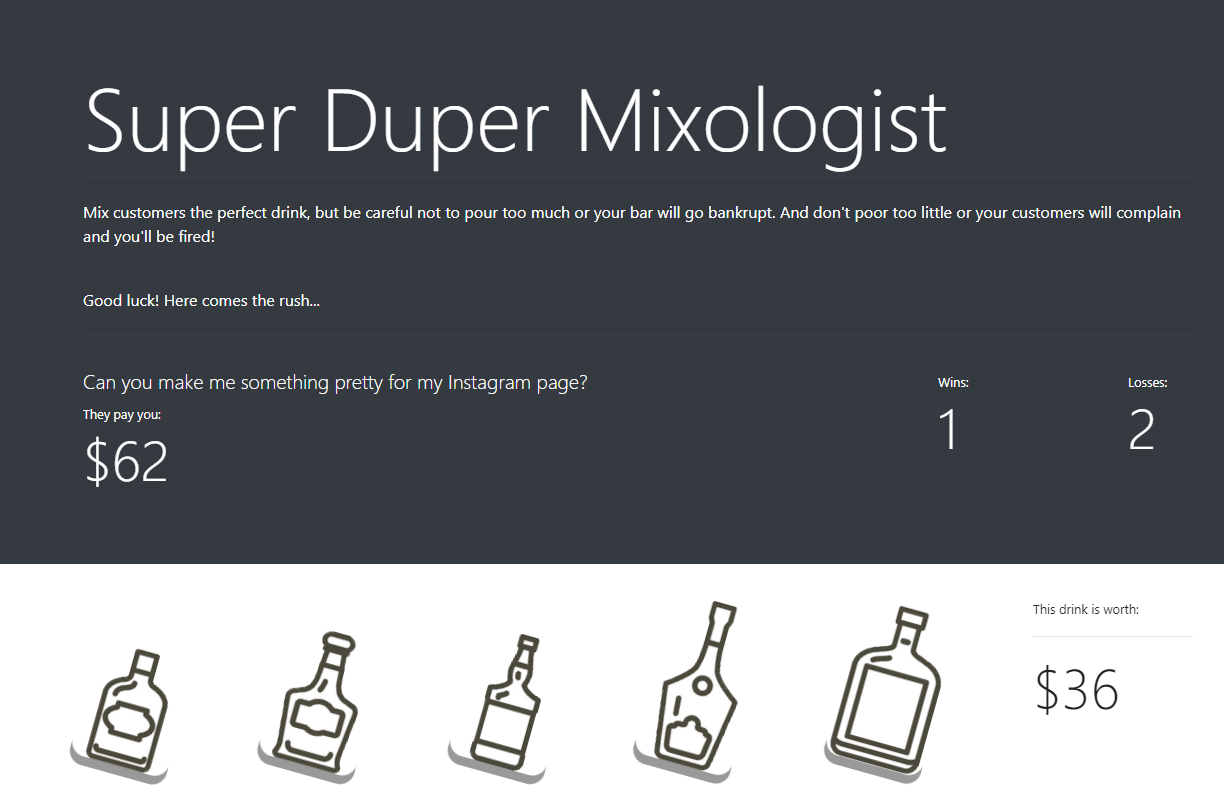 Super Duper Mixologist
Mix customers the perfect drink, but be careful not to pour too much or your bar will go bankrupt. And don't poor too little or your customers will complain
and you'll be fired!
Good luck! Here comes the rush...
Can you make me something pretty for my Instagram page?
They pay you:
$62
Wins:
1
Losses:
2
This drink is worth:
$36